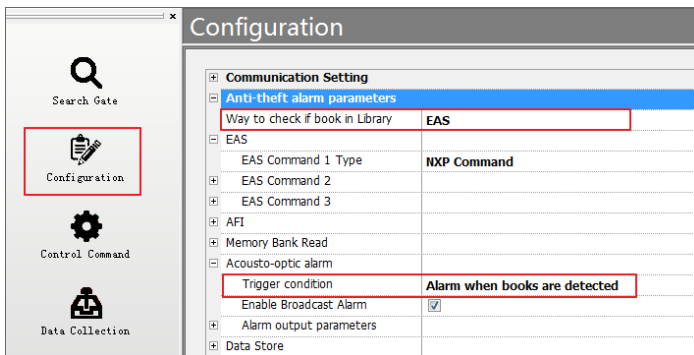 Configuration
Search Gate
Configuration
Control Command
Data Collection
Communication Setting
Anti-theft alarm parameters
Way to check if book in Library EAS
EAS
EAS Command 1 Type NXP Command
EAS Command 2
EAS Command 3
AFI
Memory Bank Read
Acousto-optic alarm
Trigger condition Alarm when books are detected
Enable Broadcast Alarm
Alarm output parameters
Data Store